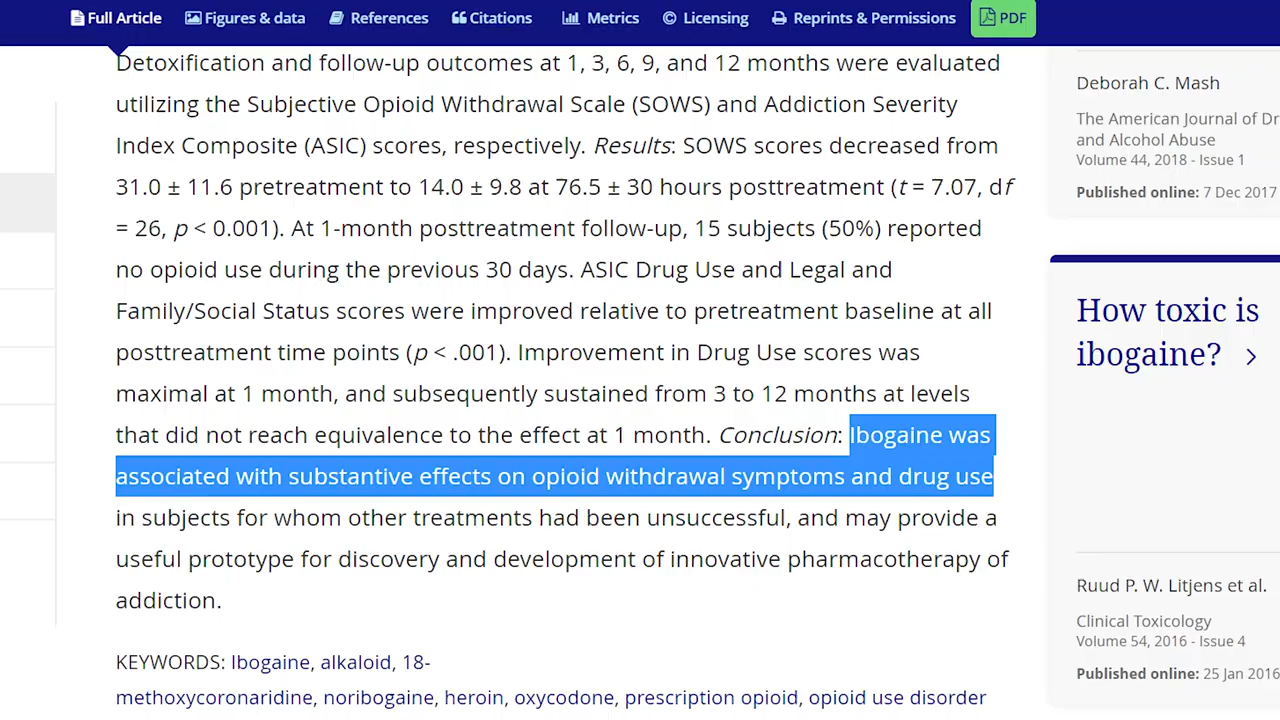 Full Article Figures & data References Citations Metrics Licensing Reprints & Permissions PDF
Detoxification and follow-up outcomes at 1, 3, 6, 9, and 12 months were evaluated
utilizing the Subjective Opioid Withdrawal Scale (SOWS) and Addiction Severity
Index Composite (ASIC) scores, respectively. Results: SOWS scores decreased from
31.0 ± 11.6 pretreatment to 14.0 ± 9.8 at 76.5 ± 30 hours posttreatment (t = 7.07, df
= 26, p < 0.001). At 1-month posttreatment follow-up, 15 subjects (50%) reported
no opioid use during the previous 30 days. ASIC Drug Use and Legal and
Family/Social Status scores were improved relative to pretreatment baseline at all
posttreatment time points (p < .001). Improvement in Drug Use scores was
maximal at 1 month, and subsequently sustained from 3 to 12 months at levels
that did not reach equivalence to the effect at 1 month. Conclusion: Ibogaine was
associated with substantive effects on opioid withdrawal symptoms and drug use
in subjects for whom other treatments had been unsuccessful, and may provide a
useful prototype for discovery and development of innovative pharmacotherapy of
addiction.
KEYWORDS: Ibogaine, alkaloid, 18-
methoxycoronaridine, noribogaine, heroin, oxycodone, prescription opioid, opioid use disorder
Deborah C. Mash
The American Journal of Dr
and Alcohol Abuse
Volume 44, 2018 - Issue 1
Published online: 7 Dec 2017
How toxic is
ibogaine?
Ruud P. W. Litjens et al.
Clinical Toxicology
Volume 54, 2016 - Issue 4
Published online: 25 Jan 2016